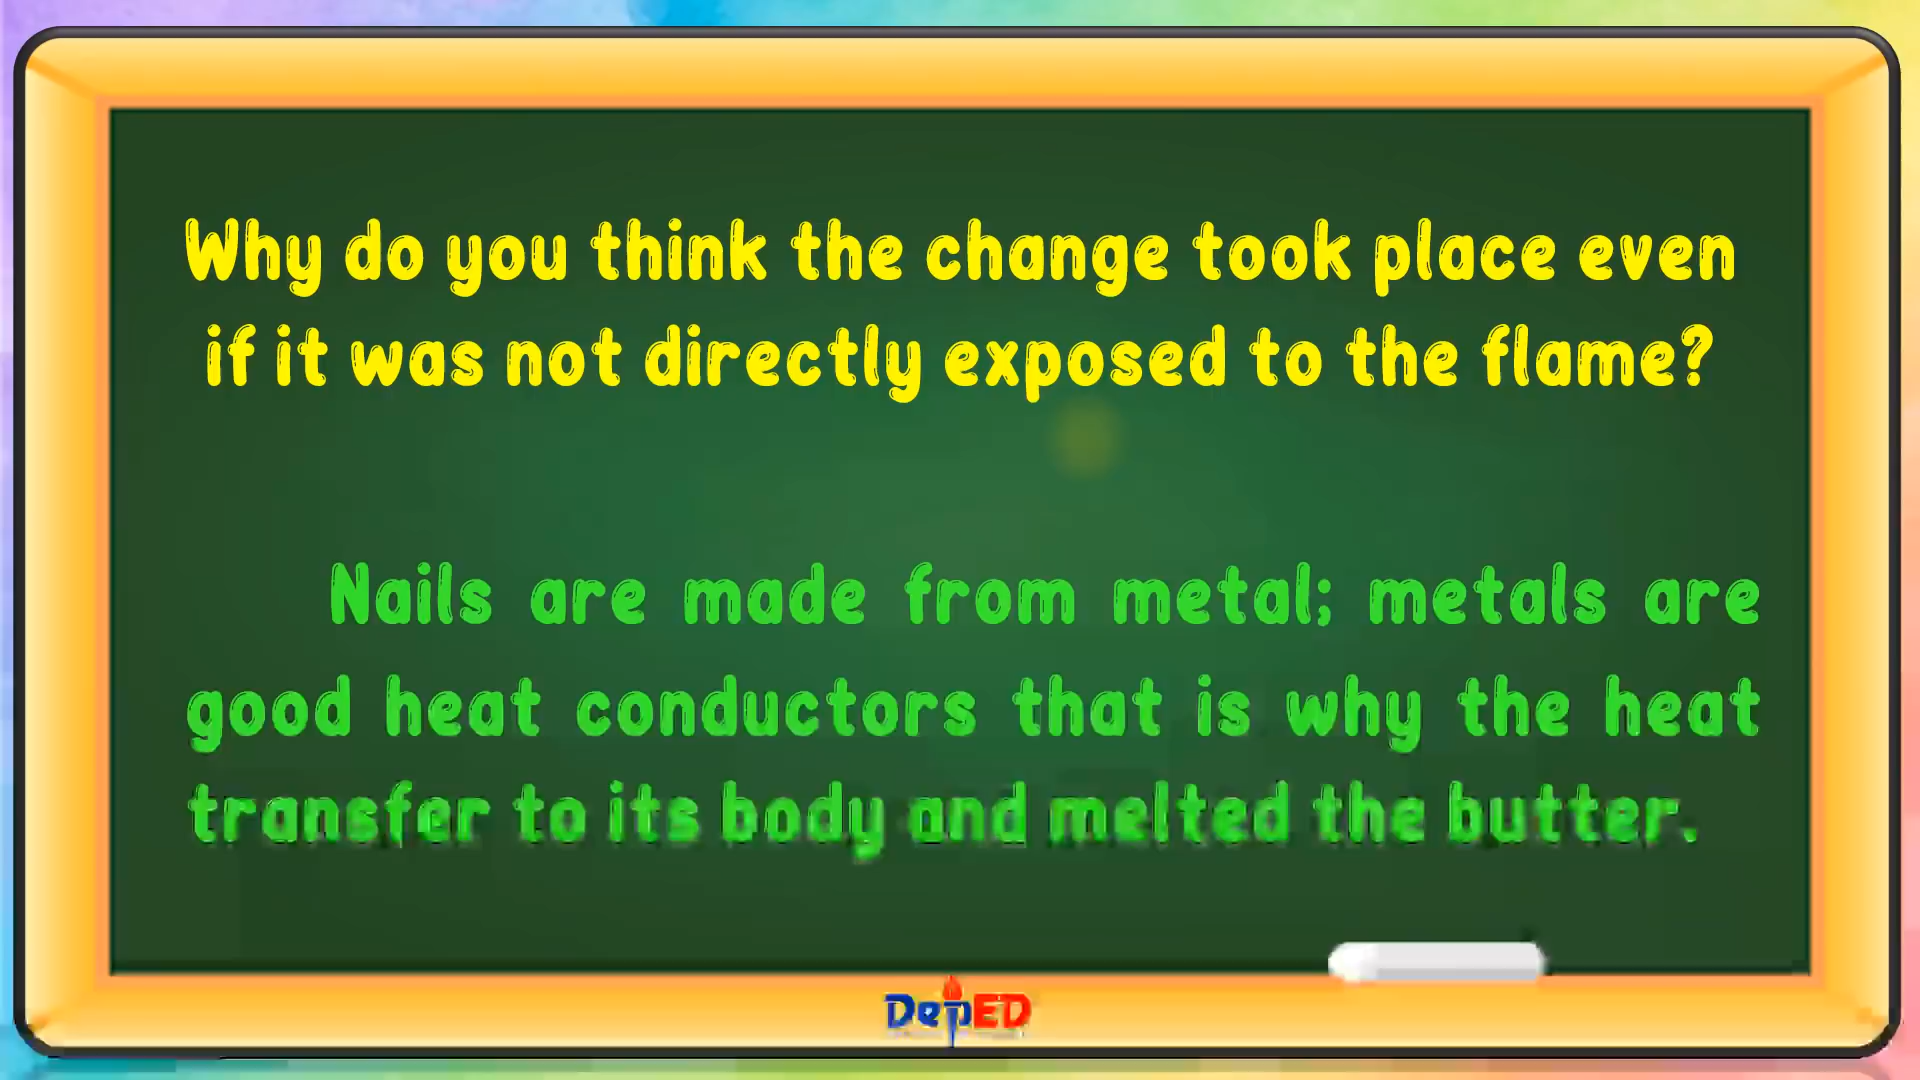 Why do you think the change took place even
if it was not directly exposed to the flame?
Nails are made from metal; metals are
good heat conductors that is why the heat
transfer to its body and melted the butter.
DepED